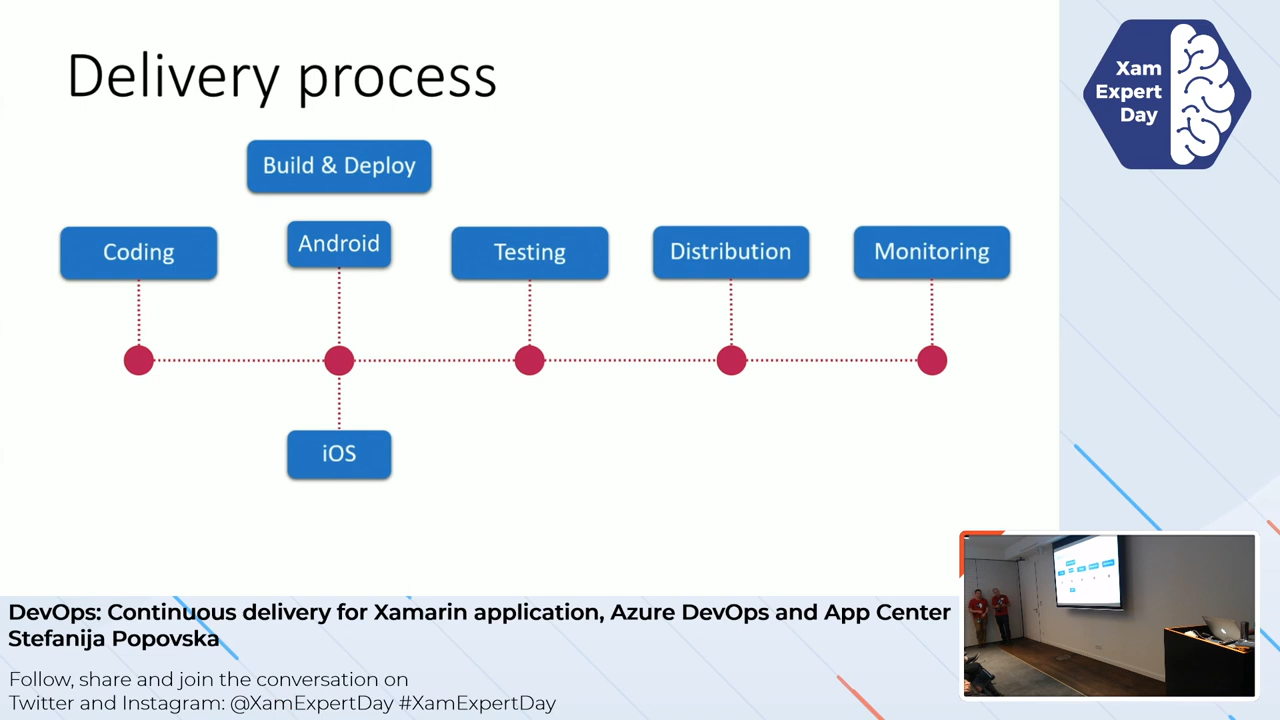 Delivery process
Xam
Expert
Day
Build & Deploy
Coding
Android
Testing
Distribution
Monitoring
iOS
DevOps: Continuous delivery for Xamarin application, Azure DevOps and App Center
Stefanija Popovska
Follow, share and join the conversation on
Twitter and Instagram: @XamExpertDay #XamExpertDay